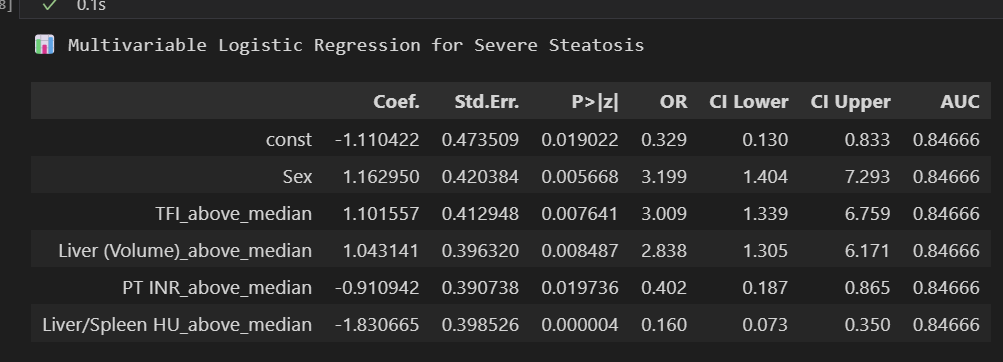 8] ✓ 0.1s
📊 Multivariable Logistic Regression for Severe Steatosis
Coef. Std.Err. P>|z| OR CI Lower CI Upper AUC
const -1.110422 0.473509 0.019022 0.329 0.130 0.833 0.84666
Sex 1.162950 0.420384 0.005668 3.199 1.404 7.293 0.84666
TFI_above_median 1.101557 0.412948 0.007641 3.009 1.339 6.759 0.84666
Liver (Volume)_above_median 1.043141 0.396320 0.008487 2.838 1.305 6.171 0.84666
PT INR_above_median -0.910942 0.390738 0.019736 0.402 0.187 0.865 0.84666
Liver/Spleen HU_above_median -1.830665 0.398526 0.000004 0.160 0.073 0.350 0.84666